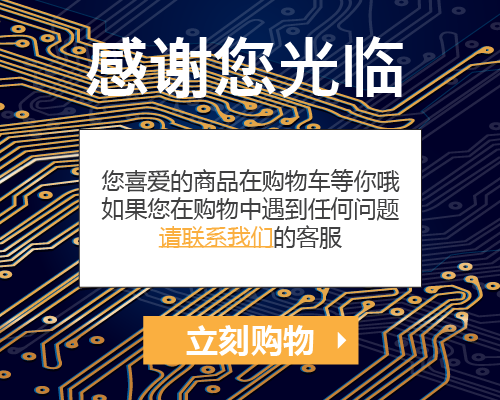 感谢您光临
您喜爱的商品在购物车等你哦
如果您在购物中遇到任何问题
请联系我们的客服
立刻购物